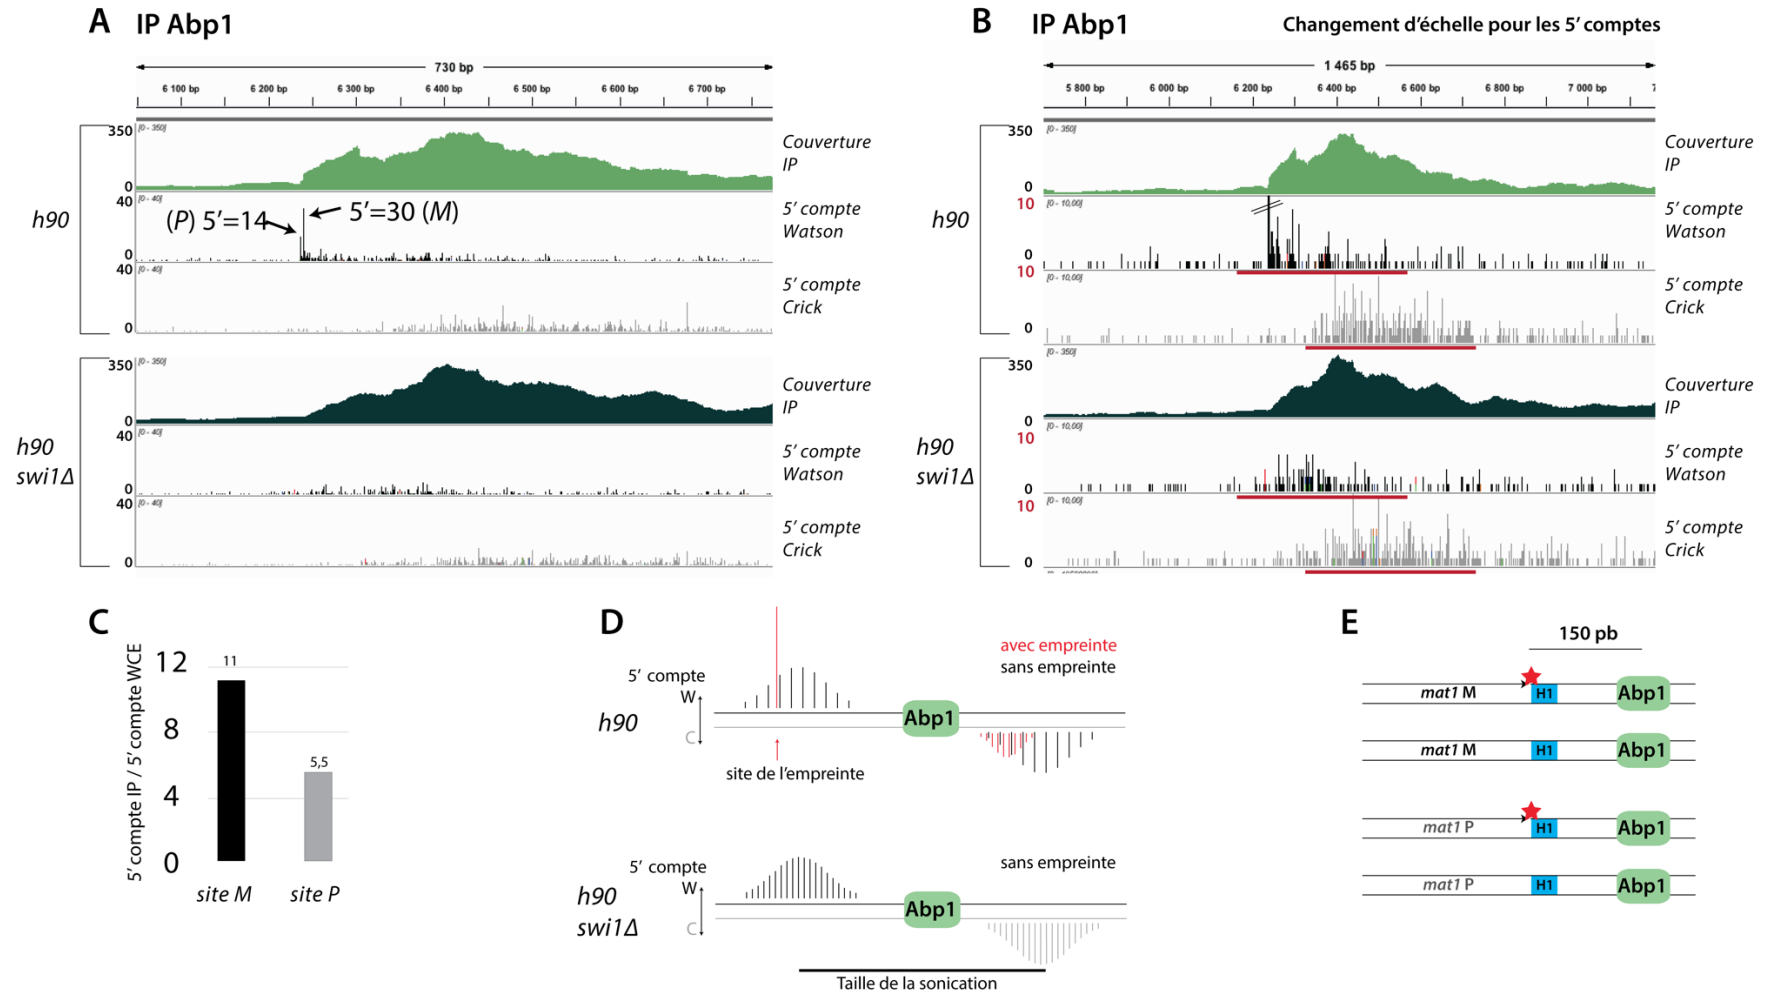 A IP Abp1
730 bp
6 100 bp 6 200 bp 6 300 bp 6 400 bp 6 500 bp 6 600 bp 6 700 bp
h90
350
0
[0 - 350]
Couverture
IP
40
0
[0 - 40]
(P) 5'=14
5'=30 (M)
5' compte
Watson
40
0
[0 - 40]
5' compte
Crick
h90
swi1Δ
350
0
[0 - 350]
Couverture
IP
40
0
[0 - 40]
5' compte
Watson
40
0
[0 - 40]
5' compte
Crick
B IP Abp1
Changement d'échelle pour les 5' comptes
1 465 bp
5 800 bp 6 000 bp 6 200 bp 6 400 bp 6 600 bp 6 800 bp 7 000 bp 7
h90
350
0
[0 - 350]
Couverture
IP
10
0
[0 - 10,00]
5' compte
Watson
10
0
[0 - 10,00]
5' compte
Crick
h90
swi1Δ
350
0
[0 - 350]
Couverture
IP
10
0
[0 - 10,00]
5' compte
Watson
10
0
[0 - 10,00]
5' compte
Crick
C
5' compte IP / 5' compte WCE
12
8
4
0
11
5,5
site M
site P
D
avec empreinte
sans empreinte
5' compte
W
C
h90
Abp1
site de l'empreinte
sans empreinte
5' compte
W
C
h90
swi1Δ
Abp1
Taille de la sonication
E
150 pb
mat1 M H1 Abp1
mat1 M H1 Abp1
mat1 P H1 Abp1
mat1 P H1 Abp1